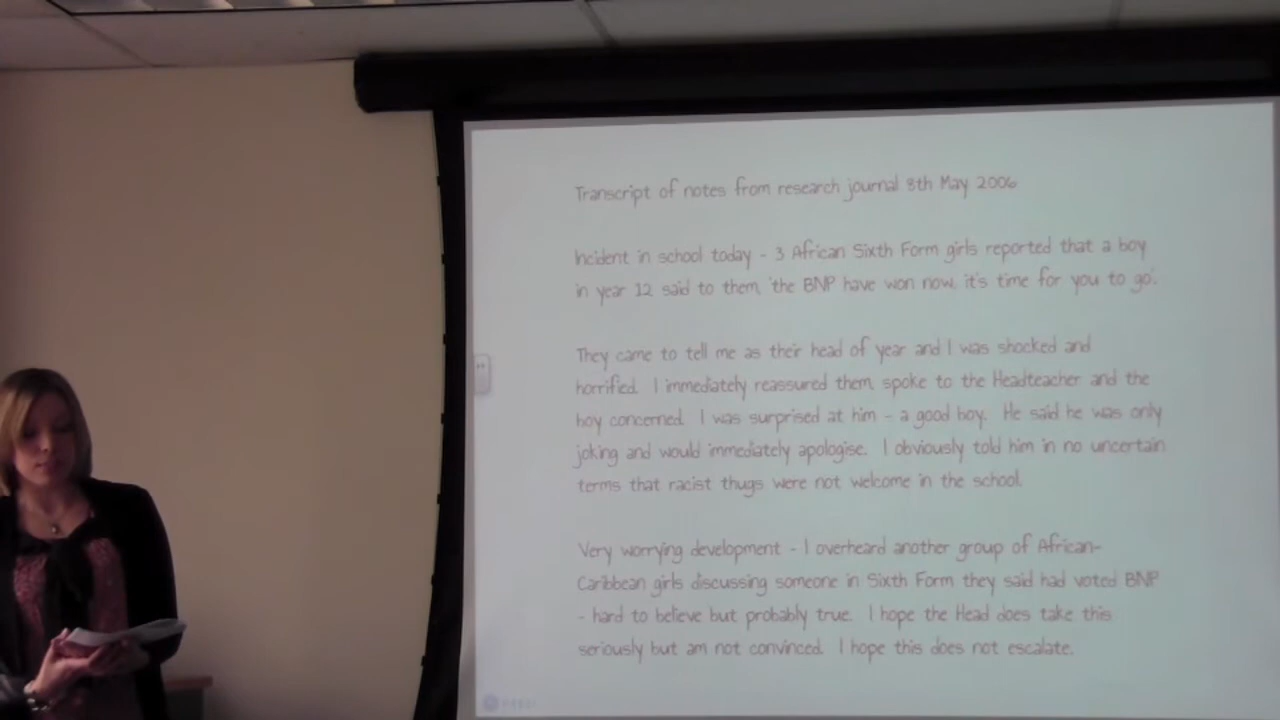 Transcript of notes from research journal 8th May 2006
Incident in school today - 3 African Sixth Form girls reported that a boy
in year 12, said to them, 'the BNP have won now, it's time for you to go'.
They came to tell me as their head of year and I was shocked and
horrified. I immediately reassured them, spoke to the Headteacher and the
boy concerned. I was surprised at him - a good boy. He said he was only
joking and would immediately apologise. I obviously told him in no uncertain
terms that racist thugs were not welcome in the school.
Very worrying development - I overheard another group of African-
Caribbean girls discussing someone in Sixth Form they said had voted BNP
- hard to believe but probably true. I hope the Head does take this
seriously but am not convinced. I hope this does not escalate.